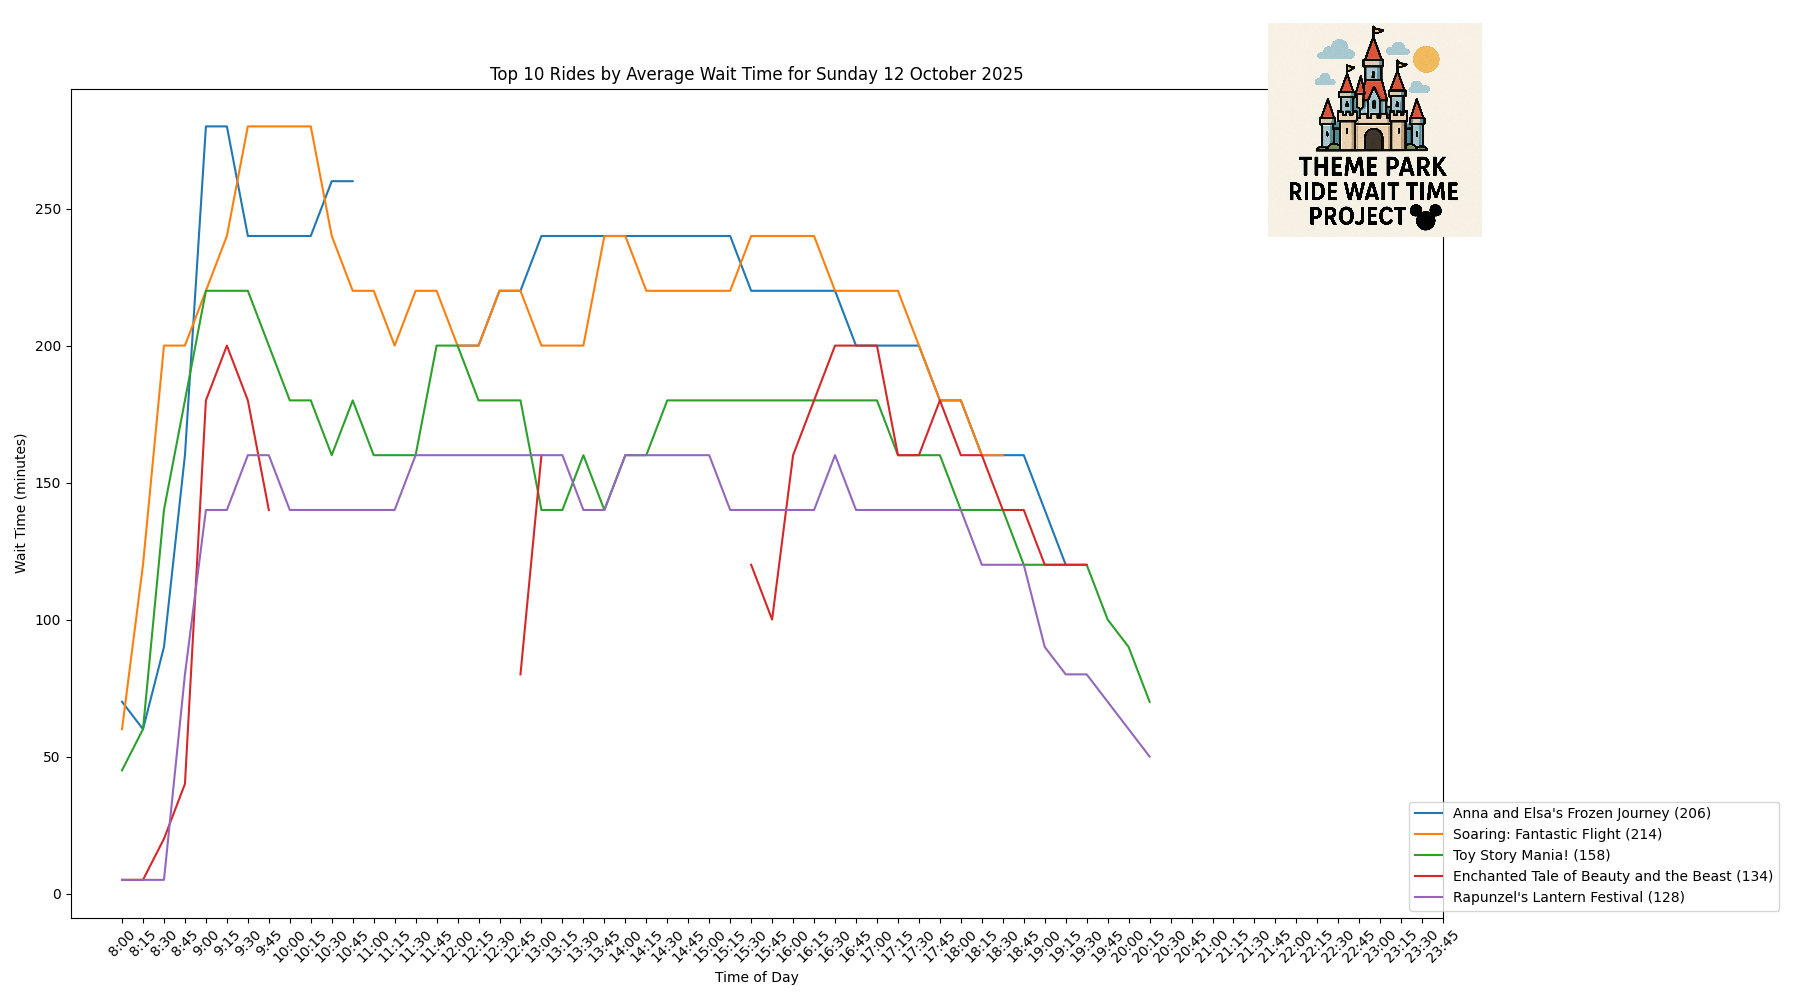 Top 10 Rides by Average Wait Time for Sunday 12 October 2025
THEME PARK
RIDE WAIT TIME
PROJECT
Wait Time (minutes)
250
200
150
100
50
0
Anna and Elsa's Frozen Journey (206)
Soaring: Fantastic Flight (214)
Toy Story Mania! (158)
Enchanted Tale of Beauty and the Beast (134)
Rapunzel's Lantern Festival (128)
8:00 8:15 8:30 8:45 9:00 9:15 9:30 9:45 10:00 10:15 10:30 10:45 11:00 11:15 11:30 11:45 12:00 12:15 12:30 12:45 13:00 13:15 13:30 13:45 14:00 14:15 14:30 14:45 15:00 15:15 15:30 15:45 16:00 16:15 16:30 16:45 17:00 17:15 17:30 17:45 18:00 18:15 18:30 18:45 19:00 19:15 19:30 19:45 20:00 20:15 20:30 20:45 21:00 21:15 21:30 21:45 22:00 22:15 22:30 22:45 23:00 23:15 23:30 23:45
Time of Day